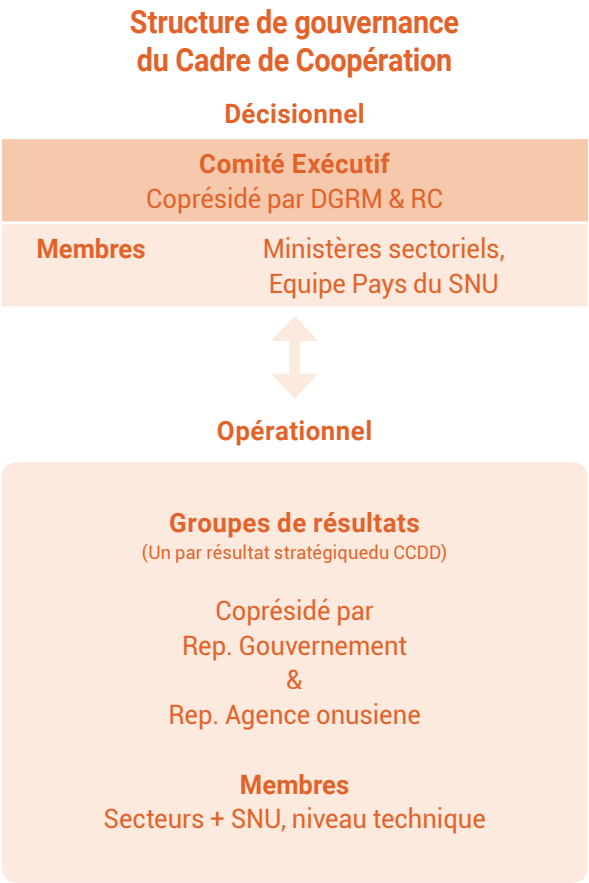 Structure de gouvernance
du Cadre de Coopération
Décisionnel
Comité Exécutif
Coprésidé par DGRM & RC
Membres Ministères sectoriels,
Equipe Pays du SNU
Opérationnel
Groupes de résultats
(Un par résultat stratégiquedu CCDD)
Coprésidé par
Rep. Gouvernement
&
Rep. Agence onusiene
Membres
Secteurs + SNU, niveau technique